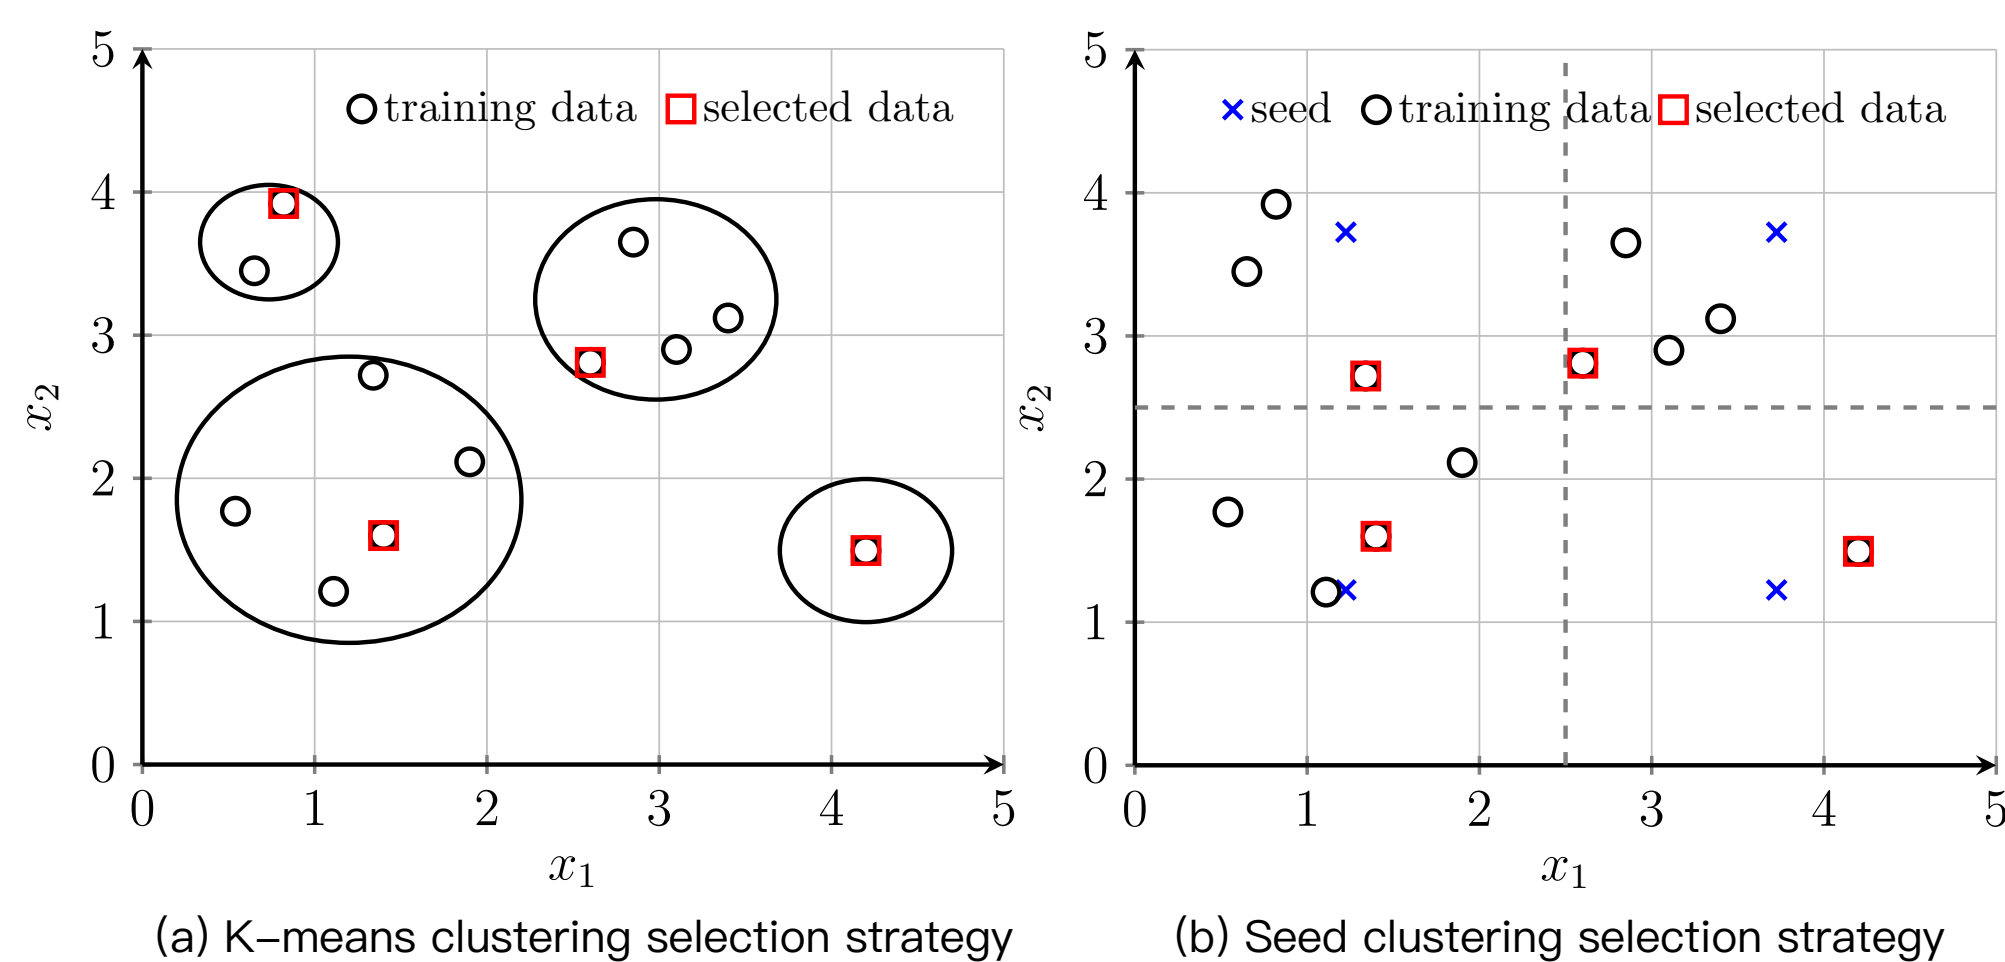 5
training data selected data
4
3
2
1
0
x₂
0 1 2 3 4 5
x₁
(a) K-means clustering selection strategy
5
seed training data selected data
4
3
2
1
0
x₂
0 1 2 3 4 5
x₁
(b) Seed clustering selection strategy